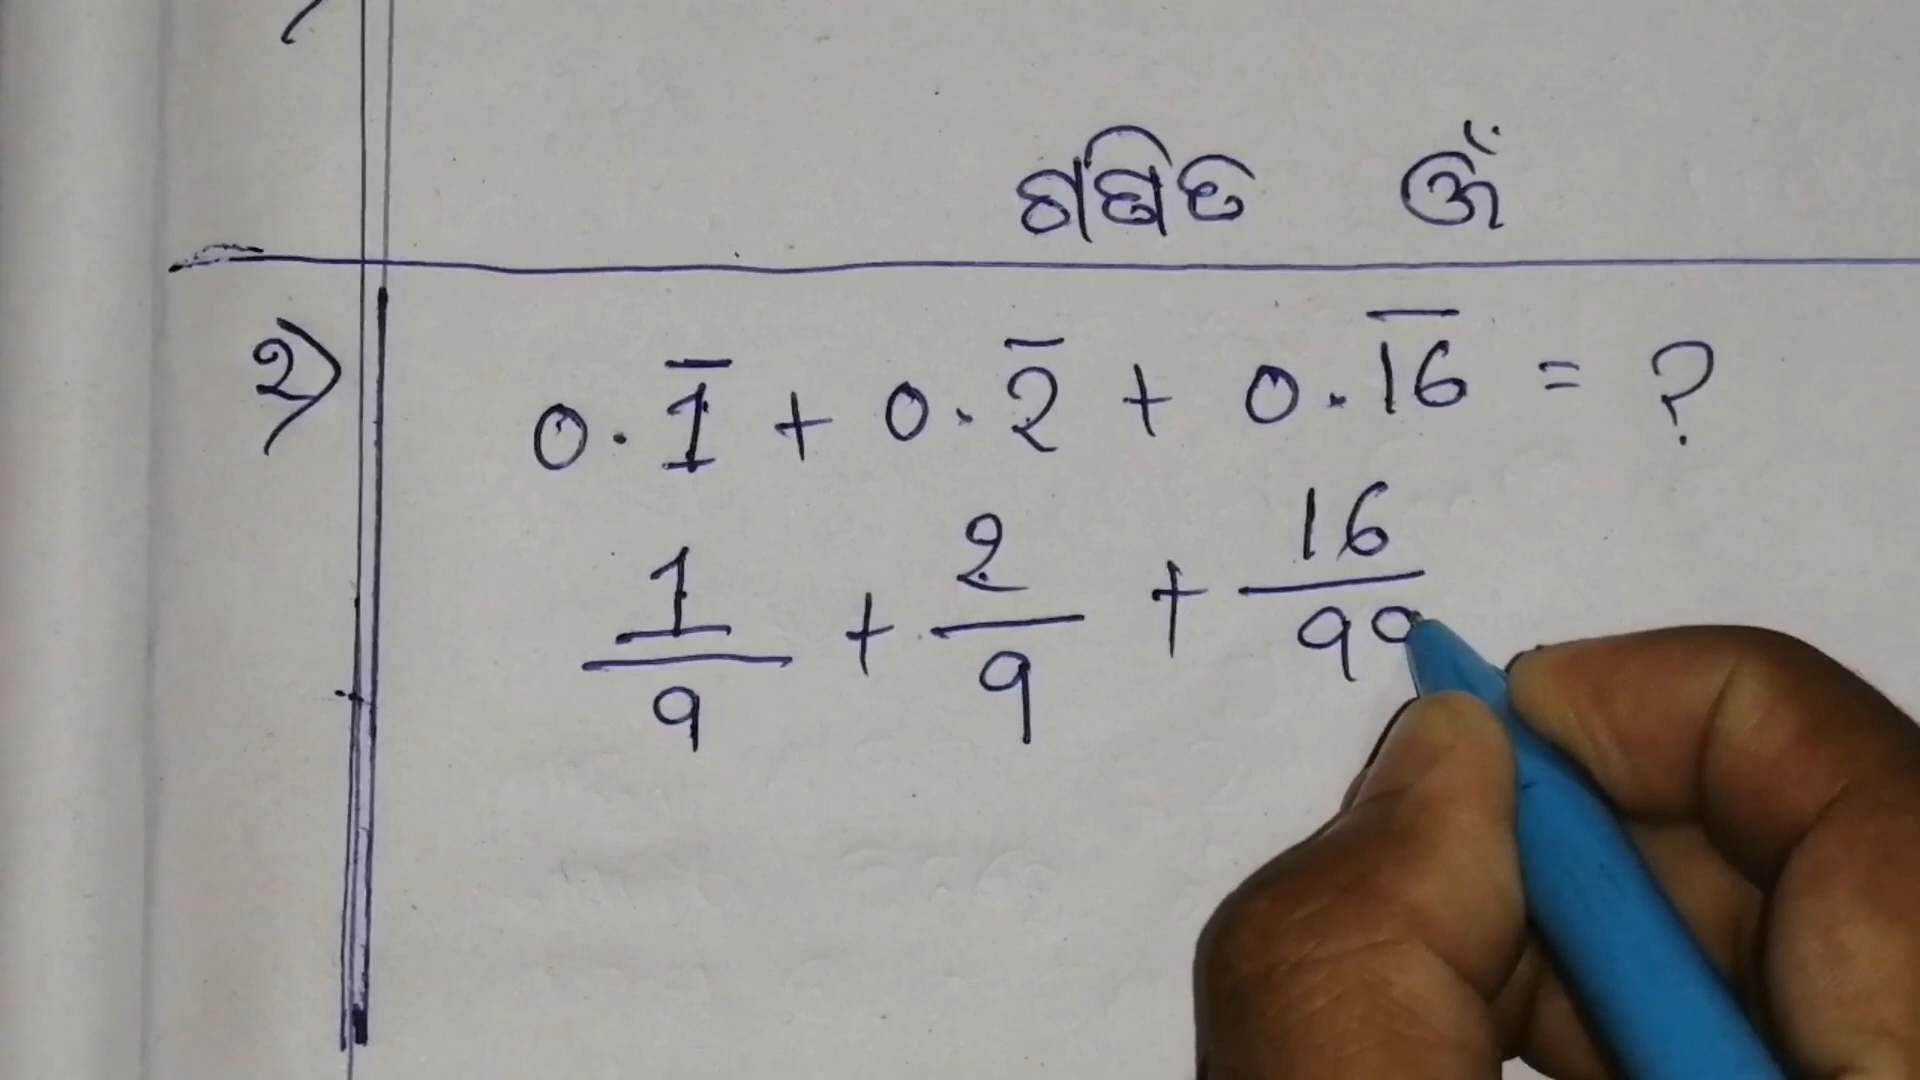 ଗଣିତ ଓଁ
୨) 0.1̅ + 0.2̅ + 0.1̅6̅ = ?
1/9 + 2/9 + 16/99